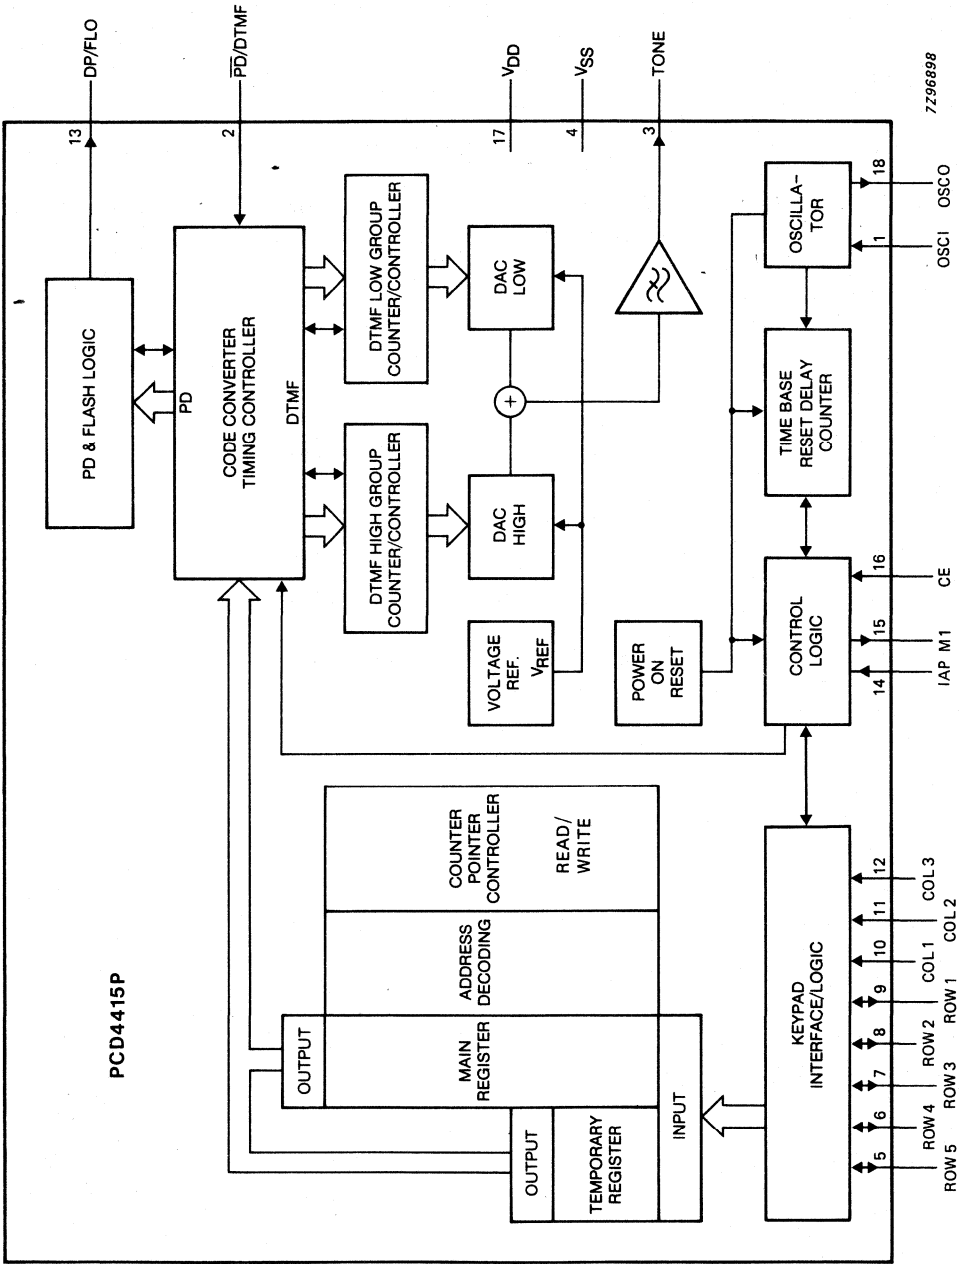 PCD4415P
OUTPUT
OUTPUT
TEMPORARY
REGISTER
MAIN
REGISTER
INPUT
ADDRESS
DECODING
COUNTER
POINTER
CONTROLLER
READ/
WRITE
KEYPAD
INTERFACE/LOGIC
5
6
7
8
9
10
11
12
ROW 5
ROW 4
ROW 3
ROW 2
ROW 1
COL 1
COL 2
COL 3
PD & FLASH LOGIC
13
DP/FLO
PD
CODE CONVERTER
TIMING CONTROLLER
DTMF
2
P̅D̅/DTMF
DTMF HIGH GROUP
COUNTER/CONTROLLER
DTMF LOW GROUP
COUNTER/CONTROLLER
VOLTAGE
REF.
VREF
DAC
HIGH
+
DAC
LOW
17
VDD
4
VSS
3
TONE
POWER
ON
RESET
CONTROL
LOGIC
TIME BASE
RESET DELAY
COUNTER
OSCILLA–
TOR
14
15
16
1
18
IAP
M1
CE
OSCI
OSCO
7Z96898